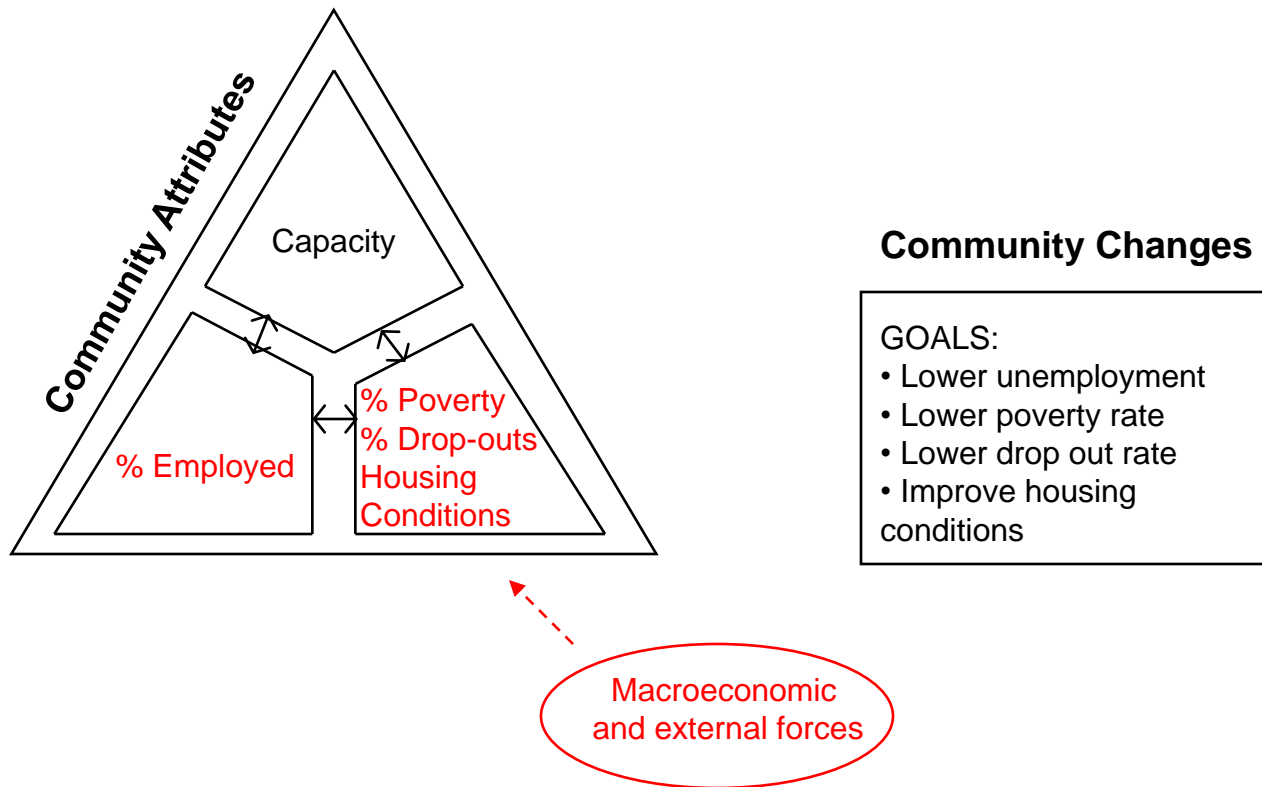 Community Attributes
Capacity
% Employed
% Poverty
% Drop-outs
Housing
Conditions
Macroeconomic
and external forces
Community Changes
GOALS:
• Lower unemployment
• Lower poverty rate
• Lower drop out rate
• Improve housing
conditions